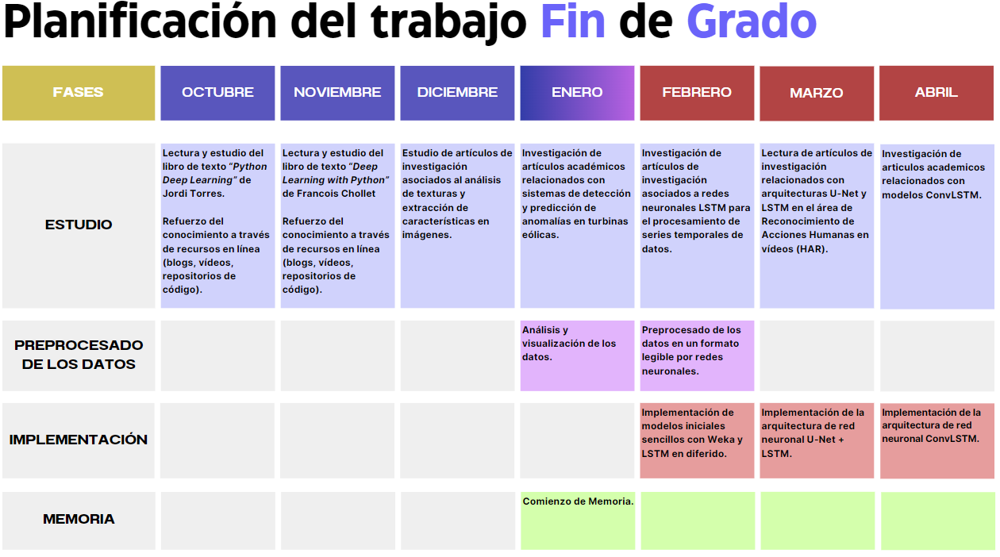 Planificación del trabajo Fin de Grado
FASES
OCTUBRE
NOVIEMBRE
DICIEMBRE
ENERO
FEBRERO
MARZO
ABRIL
ESTUDIO
Lectura y estudio del
libro de texto “Python
Deep Learning” de
Jordi Torres.
Refuerzo del
conocimiento a través
de recursos en línea
(blogs, vídeos,
repositorios de
código).
Lectura y estudio del
libro de texto “Deep
Learning with Python”
de Francois Chollet
Refuerzo del
conocimiento a través
de recursos en línea
(blogs, vídeos,
repositorios de
código).
Estudio de artículos de
investigación
asociados al análisis
de texturas y
extracción de
características en
imágenes.
Investigación de
artículos académicos
relacionados con
sistemas de detección
y predicción de
anomalías en turbinas
eólicas.
Investigación de
artículos de
investigación
asociados a redes
neuronales LSTM para
el procesamiento de
series temporales de
datos.
Lectura de artículos de
investigación
relacionados con
arquitecturas U-Net y
LSTM en el área de
Reconocimiento de
Acciones Humanas en
vídeos (HAR).
Investigación de
articulos academicos
relacionados con
modelos ConvLSTM.
PREPROCESADO
DE LOS DATOS
Análisis y
visualización de los
datos.
Preprocesado de los
datos en un formato
legible por redes
neuronales.
IMPLEMENTACIÓN
Implementación de
modelos iniciales
sencillos con Weka y
LSTM en diferido.
Implementación de la
arquitectura de red
neuronal U-Net +
LSTM.
Implementación de la
arquitectura de red
neuronal ConvLSTM.
MEMORIA
Comienzo de Memoria.